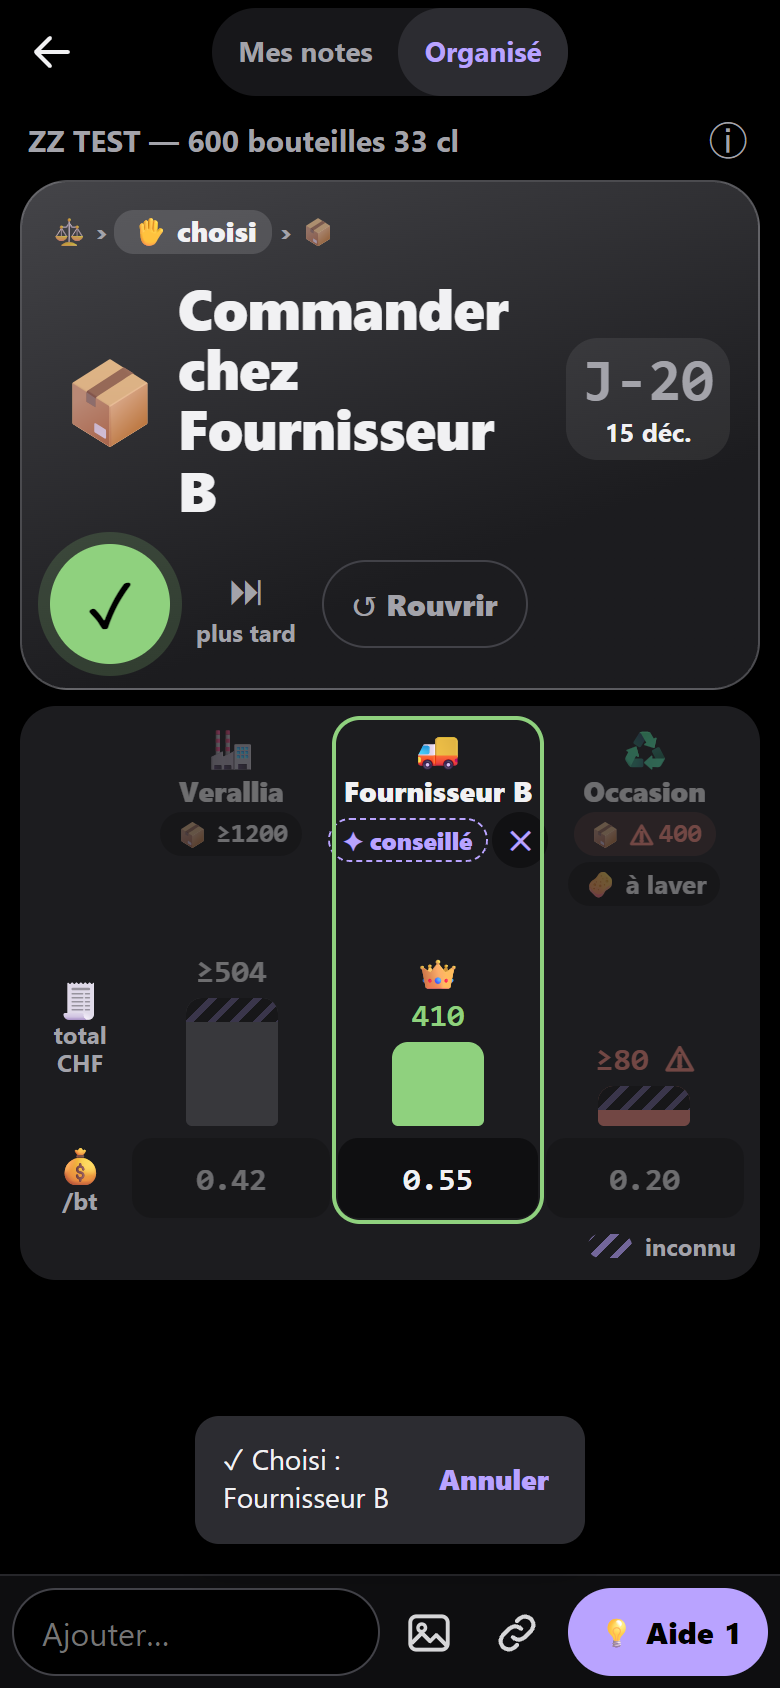 Mes notes
Organisé
ZZ TEST — 600 bouteilles 33 cl
choisi
Commander
chez
Fournisseur
B
J-20
15 déc.
plus tard
↺ Rouvrir
Verallia
Fournisseur B
Occasion
≥1200
✦ conseillé
⚠ 400
à laver
≥504
410
≥80 ⚠
total
CHF
/bt
0.42
0.55
0.20
inconnu
✓ Choisi :
Fournisseur B
Annuler
Ajouter...
Aide 1